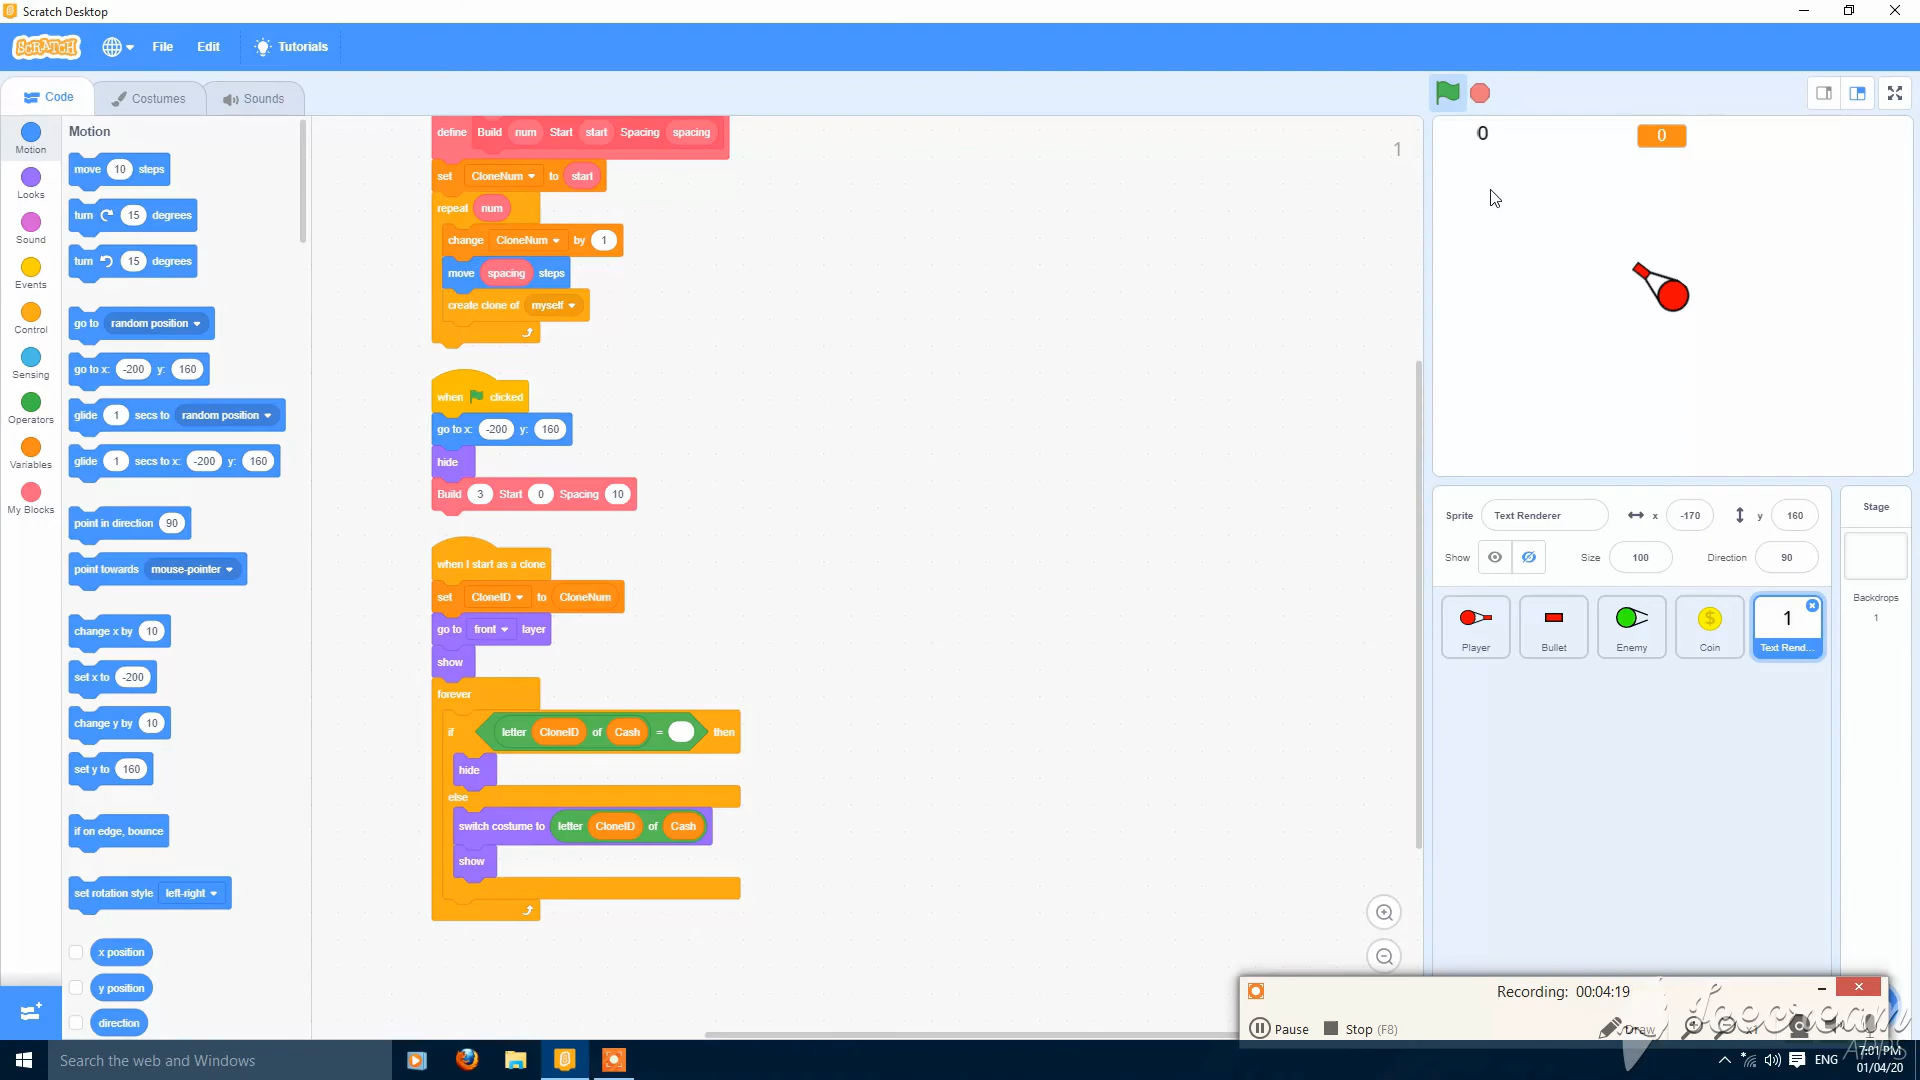 Scratch Desktop
SCRATCH File Edit Tutorials
Code Costumes Sounds
Motion
Looks
Sound
Events
Control
Sensing
Operators
Variables
My Blocks
Motion
move 10 steps
turn 15 degrees
turn 15 degrees
go to random position
go to x: -200 y: 160
glide 1 secs to random position
glide 1 secs to x: -200 y: 160
point in direction 90
point towards mouse-pointer
change x by 10
set x to -200
change y by 10
set y to 160
if on edge, bounce
set rotation style left-right
x position
y position
direction
define Build num Start start Spacing spacing
set CloneNum to start
repeat num
change CloneNum by 1
move spacing steps
create clone of myself
when clicked
go to x: -200 y: 160
hide
Build 3 Start 0 Spacing 10
when I start as a clone
set CloneID to CloneNum
go to front layer
show
forever
if letter CloneID of Cash = then
hide
else
switch costume to letter CloneID of Cash
show
1
0 0
Sprite Text Renderer x -170 y 160
Show Size 100 Direction 90
Player
Bullet
Enemy
Coin
1
Text Rend...
Stage
Backdrops
1
Recording: 00:04:19
Pause Stop (F8) Draw x1
Icecream
APPS
Search the web and Windows
ENG
7:01 PM
01/04/20